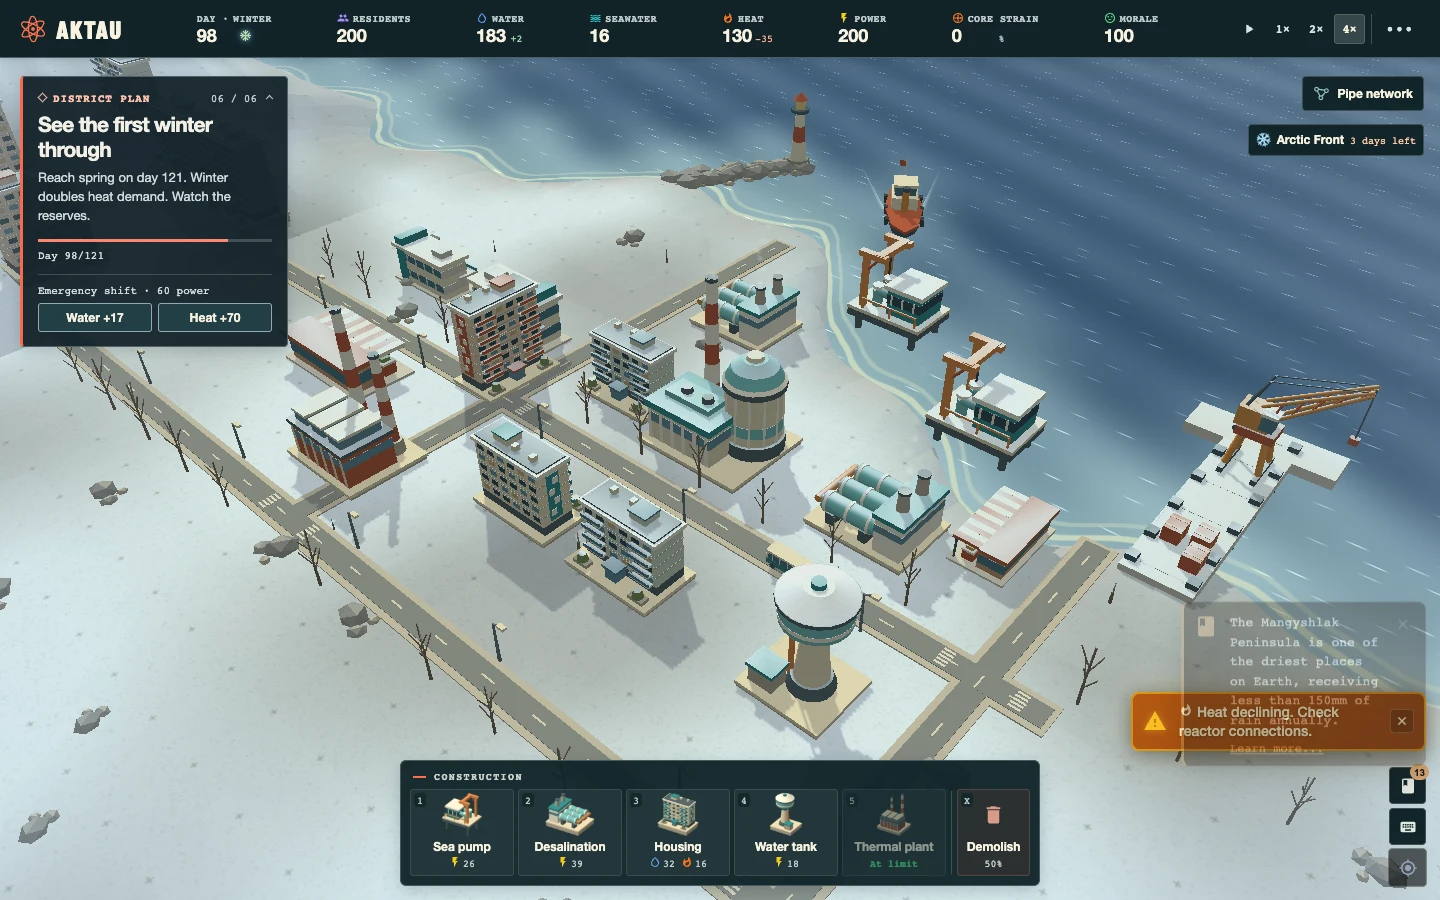 AKTAU
DAY · WINTER
98
RESIDENTS
200
WATER
183 +2
SEAWATER
16
HEAT
130 -35
POWER
200
CORE STRAIN
0 %
MORALE
100
1× 2× 4×
DISTRICT PLAN 06 / 06
See the first winter
through
Reach spring on day 121. Winter
doubles heat demand. Watch the
reserves.
Day 98/121
Emergency shift · 60 power
Water +17 Heat +70
Pipe network
Arctic Front 3 days left
The Mangyshlak
Peninsula is one of
the driest places
on Earth, receiving
less than 150mm of
rain annually.
Learn more...
Heat declining. Check
reactor connections.
13
CONSTRUCTION
1 Sea pump 26
2 Desalination 39
3 Housing 32 16
4 Water tank 18
5 Thermal plant At limit
X Demolish 50%